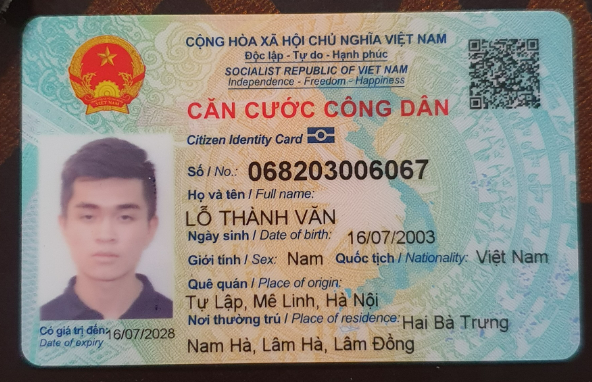 CỘNG HÒA XÃ HỘI CHỦ NGHĨA VIỆT NAM
Độc lập - Tự do - Hạnh phúc
SOCIALIST REPUBLIC OF VIET NAM
Independence - Freedom - Happiness
CĂN CƯỚC CÔNG DÂN
Citizen Identity Card
Số / No.: 068203006067
Họ và tên / Full name:
LỖ THÀNH VĂN
Ngày sinh / Date of birth: 16/07/2003
Giới tính / Sex: Nam Quốc tịch / Nationality: Việt Nam
Quê quán / Place of origin:
Tự Lập, Mê Linh, Hà Nội
Nơi thường trú / Place of residence: Hai Bà Trưng
Nam Hà, Lâm Hà, Lâm Đồng
Có giá trị đến: 16/07/2028
Date of expiry